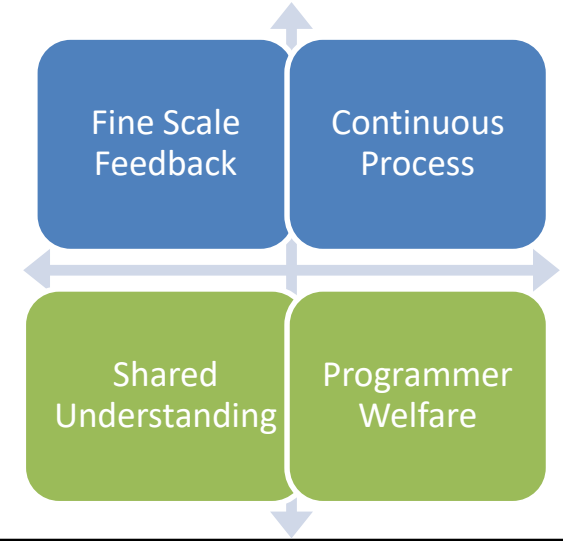 Fine Scale
Feedback
Continuous
Process
Shared
Understanding
Programmer
Welfare